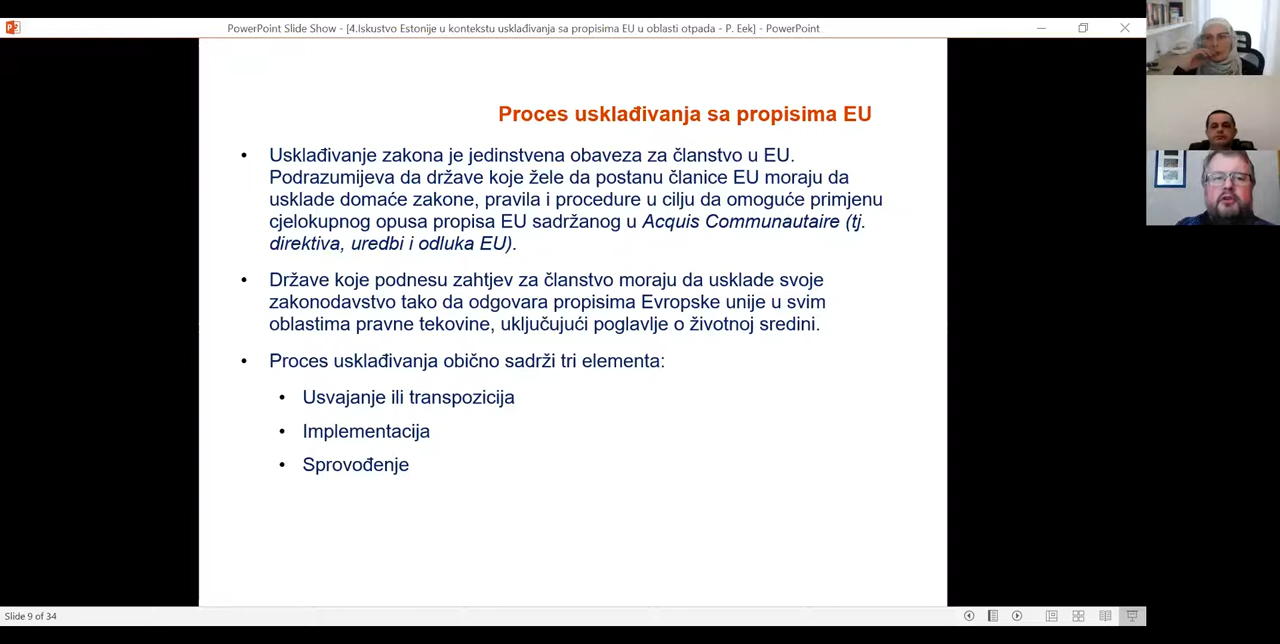 PowerPoint Slide Show - [4.Iskustvo Estonije u kontekstu usklađivanja sa propisima EU u oblasti otpada - P. Eek] - PowerPoint
Proces usklađivanja sa propisima EU
• Usklađivanje zakona je jedinstvena obaveza za članstvo u EU.
Podrazumijeva da države koje žele da postanu članice EU moraju da
usklade domaće zakone, pravila i procedure u cilju da omoguće primjenu
cjelokupnog opusa propisa EU sadržanog u Acquis Communautaire (tj.
direktiva, uredbi i odluka EU).
• Države koje podnesu zahtjev za članstvo moraju da usklade svoje
zakonodavstvo tako da odgovara propisima Evropske unije u svim
oblastima pravne tekovine, uključujući poglavlje o životnoj sredini.
• Proces usklađivanja obično sadrži tri elementa:
• Usvajanje ili transpozicija
• Implementacija
• Sprovođenje
Slide 9 of 34